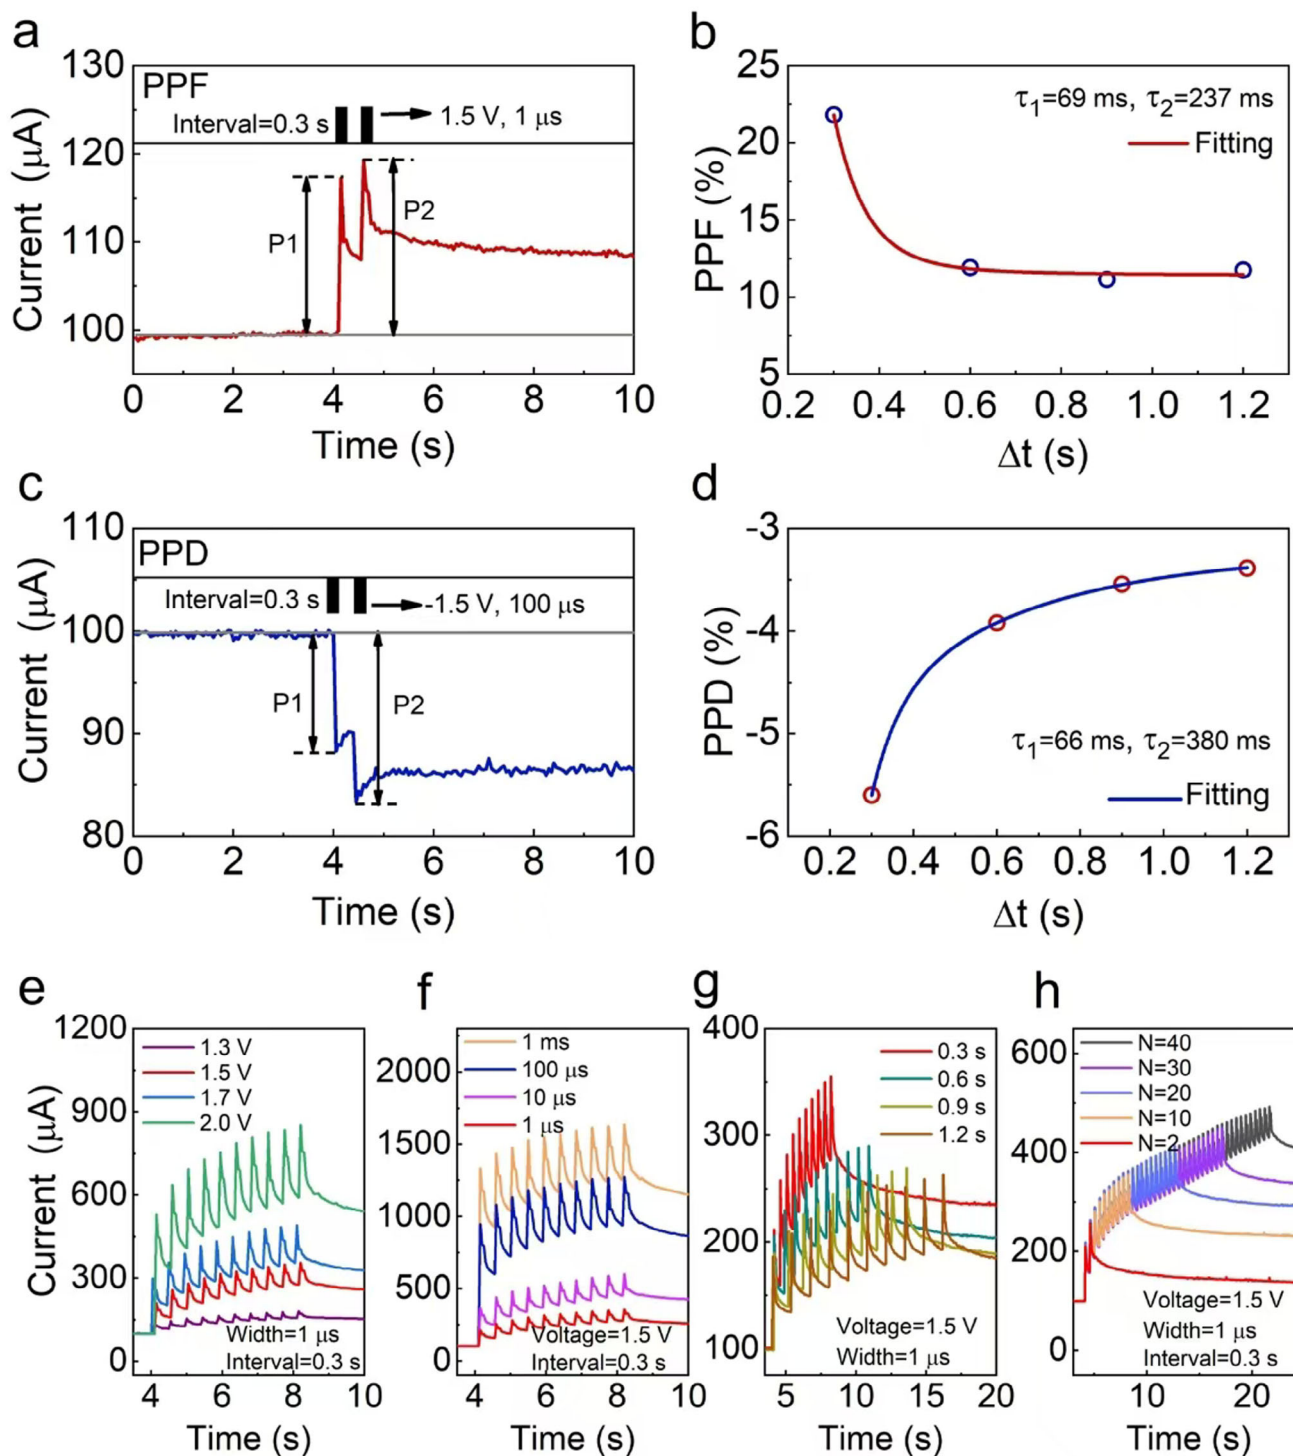 a
130
120
110
100
Current (μA)
PPF
Interval=0.3 s
1.5 V, 1 μs
P1
P2
0 2 4 6 8 10
Time (s)
b
25
20
15
10
5
PPF (%)
τ1=69 ms, τ2=237 ms
Fitting
0.2 0.4 0.6 0.8 1.0 1.2
Δt (s)
c
110
100
90
80
Current (μA)
PPD
Interval=0.3 s
-1.5 V, 100 μs
P1
P2
0 2 4 6 8 10
Time (s)
d
-3
-4
-5
-6
PPD (%)
τ1=66 ms, τ2=380 ms
Fitting
0.2 0.4 0.6 0.8 1.0 1.2
Δt (s)
e
1200
900
600
300
0
Current (μA)
1.3 V
1.5 V
1.7 V
2.0 V
Width=1 μs
Interval=0.3 s
4 6 8 10
Time (s)
f
2000
1500
1000
500
0
1 ms
100 μs
10 μs
1 μs
Voltage=1.5 V
Interval=0.3 s
4 6 8 10
Time (s)
g
400
300
200
100
0.3 s
0.6 s
0.9 s
1.2 s
Voltage=1.5 V
Width=1 μs
5 10 15 20
Time (s)
h
600
400
200
0
N=40
N=30
N=20
N=10
N=2
Voltage=1.5 V
Width=1 μs
Interval=0.3 s
10 20
Time (s)